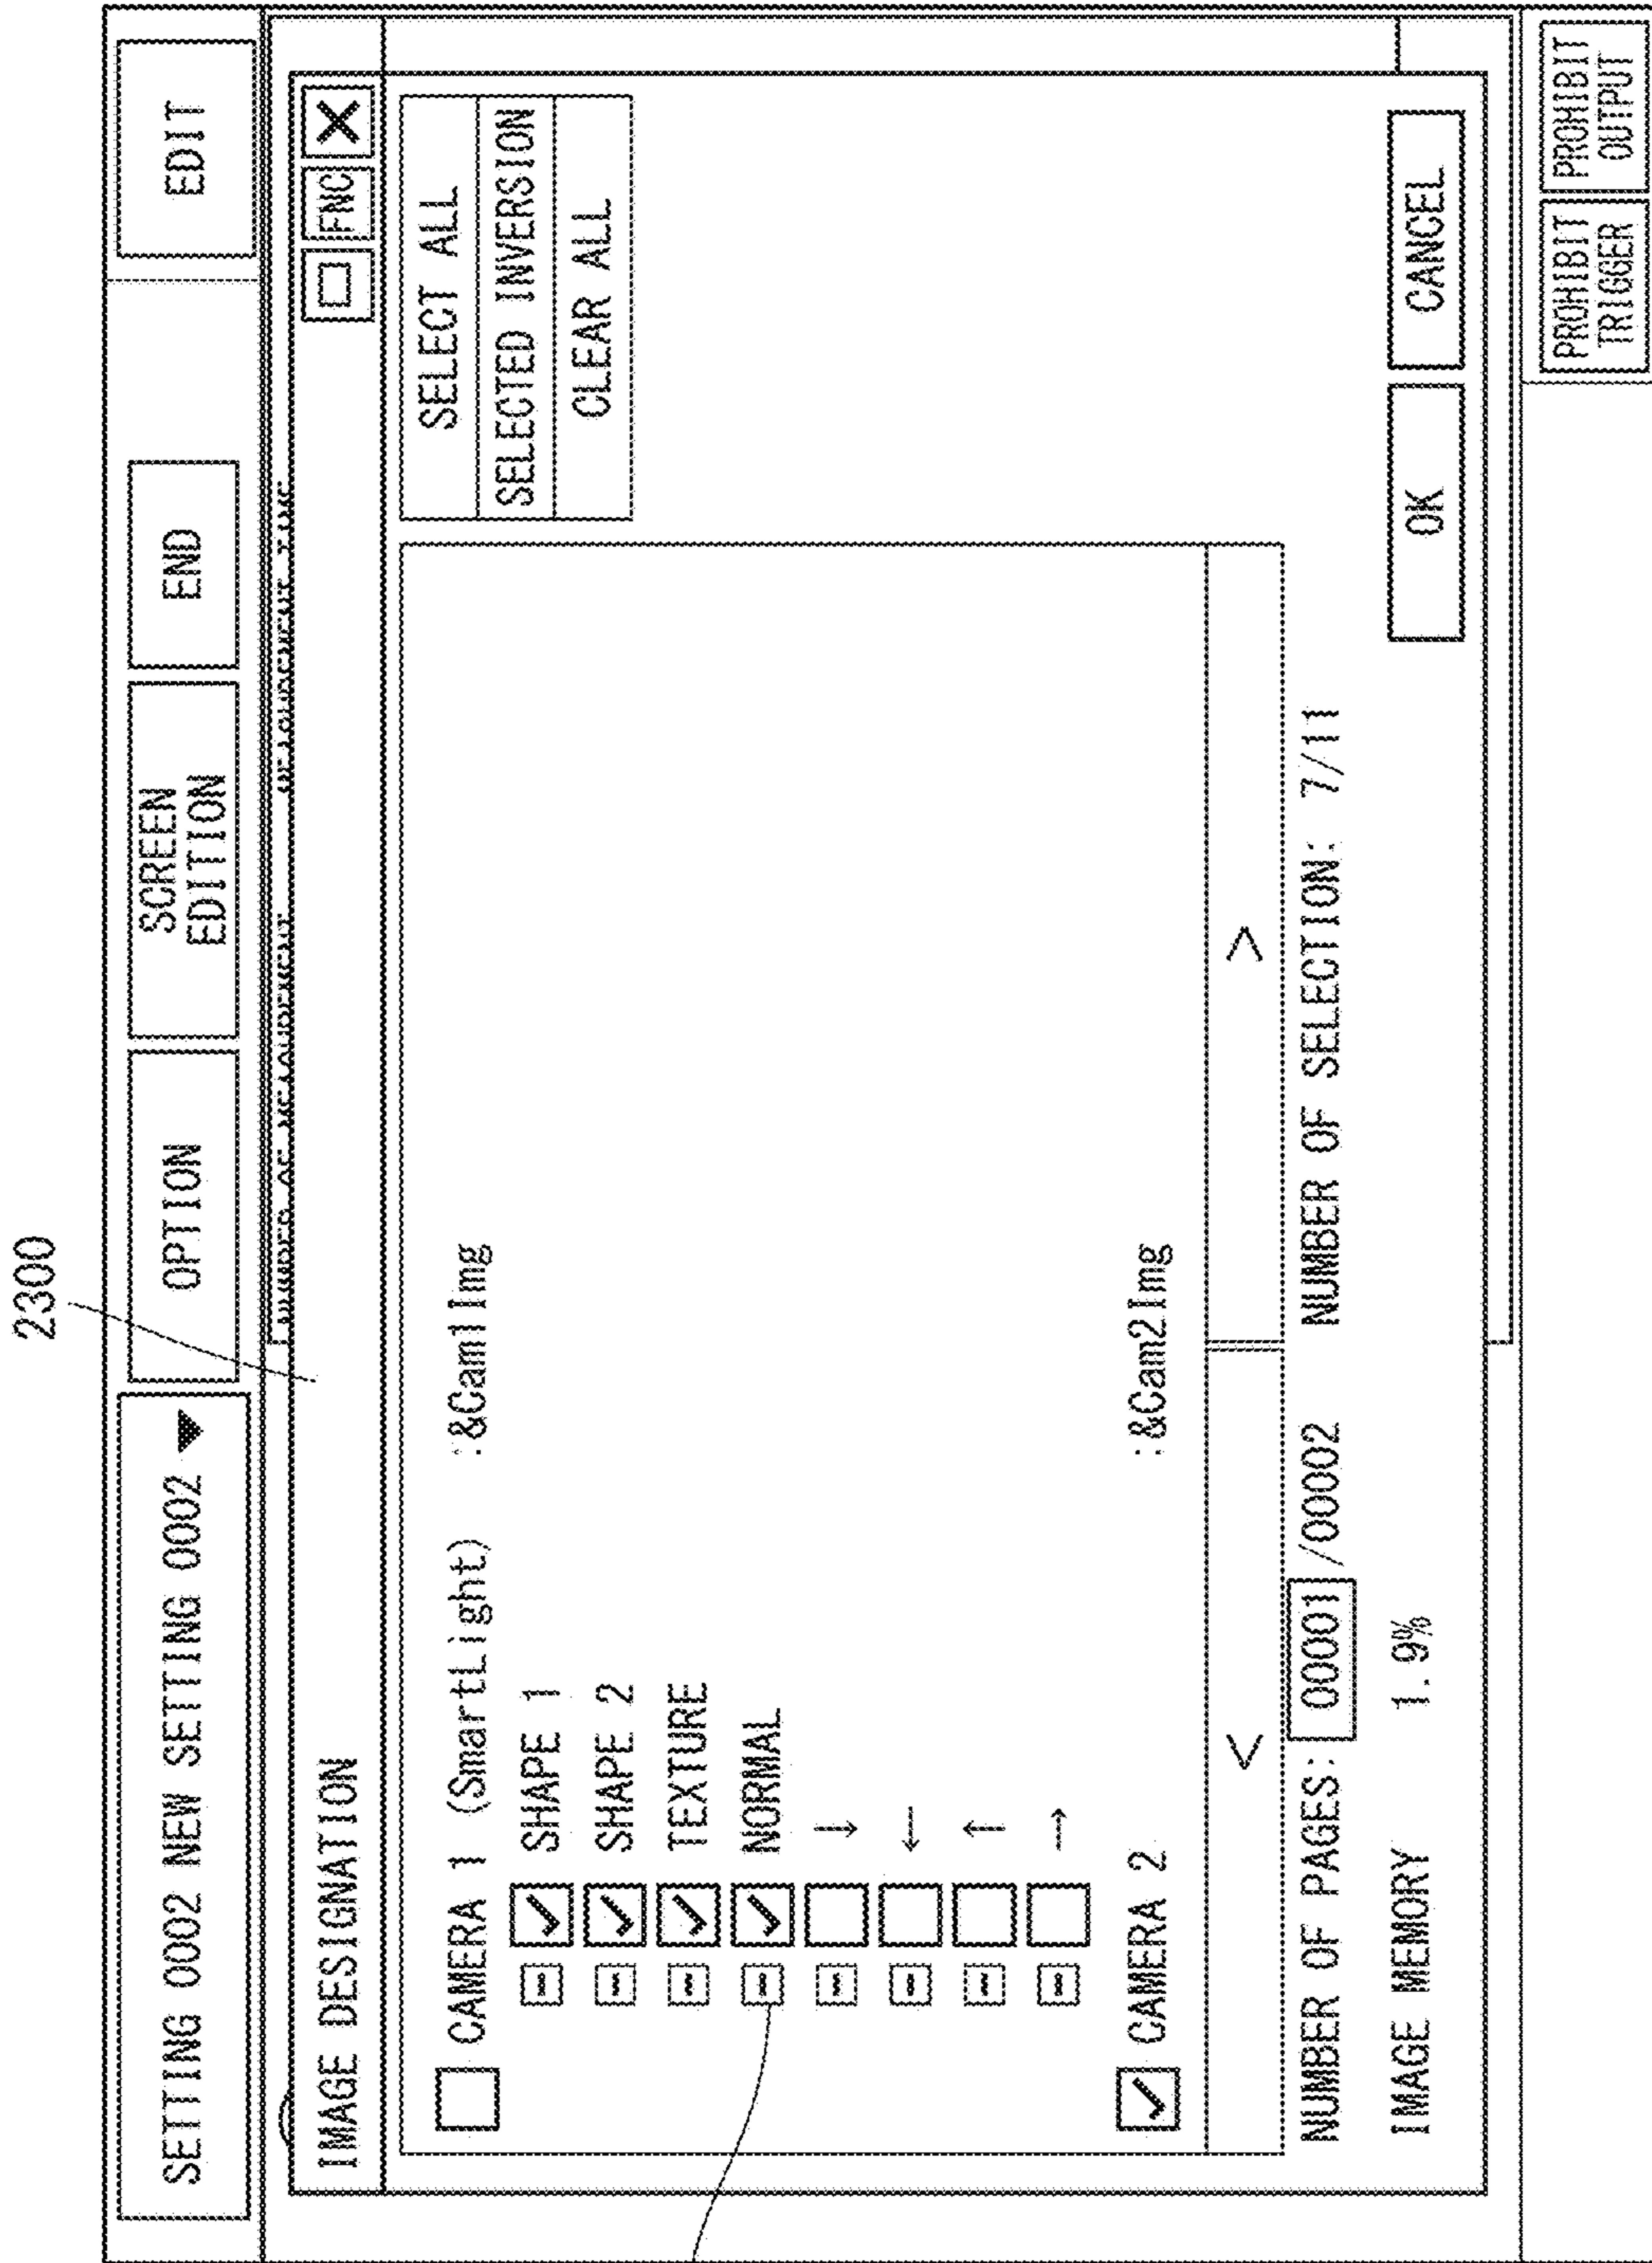 2300
SETTING 0002 NEW SETTING 0002 ▼
OPTION
SCREEN
EDITION
END
EDIT
IMAGE DESIGNATION
FNC
CAMERA 1 (SmartLight) :&Cam1Img
SHAPE 1
SHAPE 2
TEXTURE
NORMAL
→
↓
←
↑
CAMERA 2 :&Cam2Img
SELECT ALL
SELECTED INVERSION
CLEAR ALL
< >
NUMBER OF PAGES: 00001/00002 NUMBER OF SELECTION: 7/11
IMAGE MEMORY 1.9%
OK
CANCEL
PROHIBIT
TRIGGER
PROHIBIT
OUTPUT